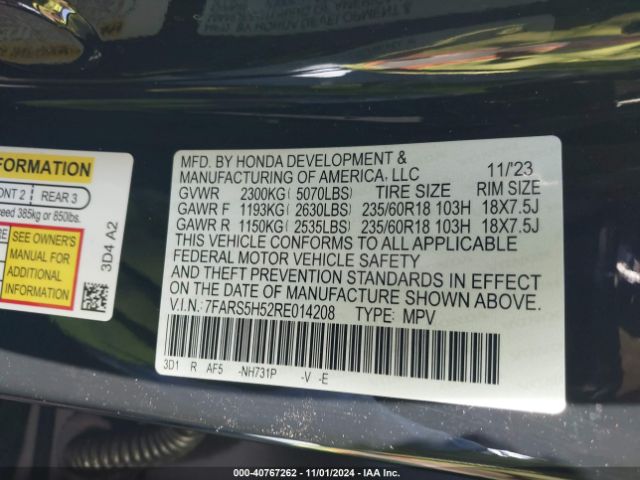 MFD. BY HONDA DEVELOPMENT &
MANUFACTURING OF AMERICA, LLC 11/'23
GVWR 2300KG( 5070LBS) TIRE SIZE RIM SIZE
GAWR F 1193KG( 2630LBS) 235/60R18 103H 18X7.5J
GAWR R 1150KG( 2535LBS) 235/60R18 103H 18X7.5J
THIS VEHICLE CONFORMS TO ALL APPLICABLE
FEDERAL MOTOR VEHICLE SAFETY
AND THEFT PREVENTION STANDARDS IN EFFECT
ON THE DATE OF MANUFACTURE SHOWN ABOVE.
V.I.N.: 7FARS5H52RE014208 TYPE: MPV
3D1 R AF5 -NH731P -V -E
FORMATION
ONT 2 REAR 3
eed 385kg or 850lbs.
SEE OWNER'S
MANUAL FOR
ADDITIONAL
INFORMATION
3D4 A2
000-40767262 - 11/01/2024 - IAA Inc.